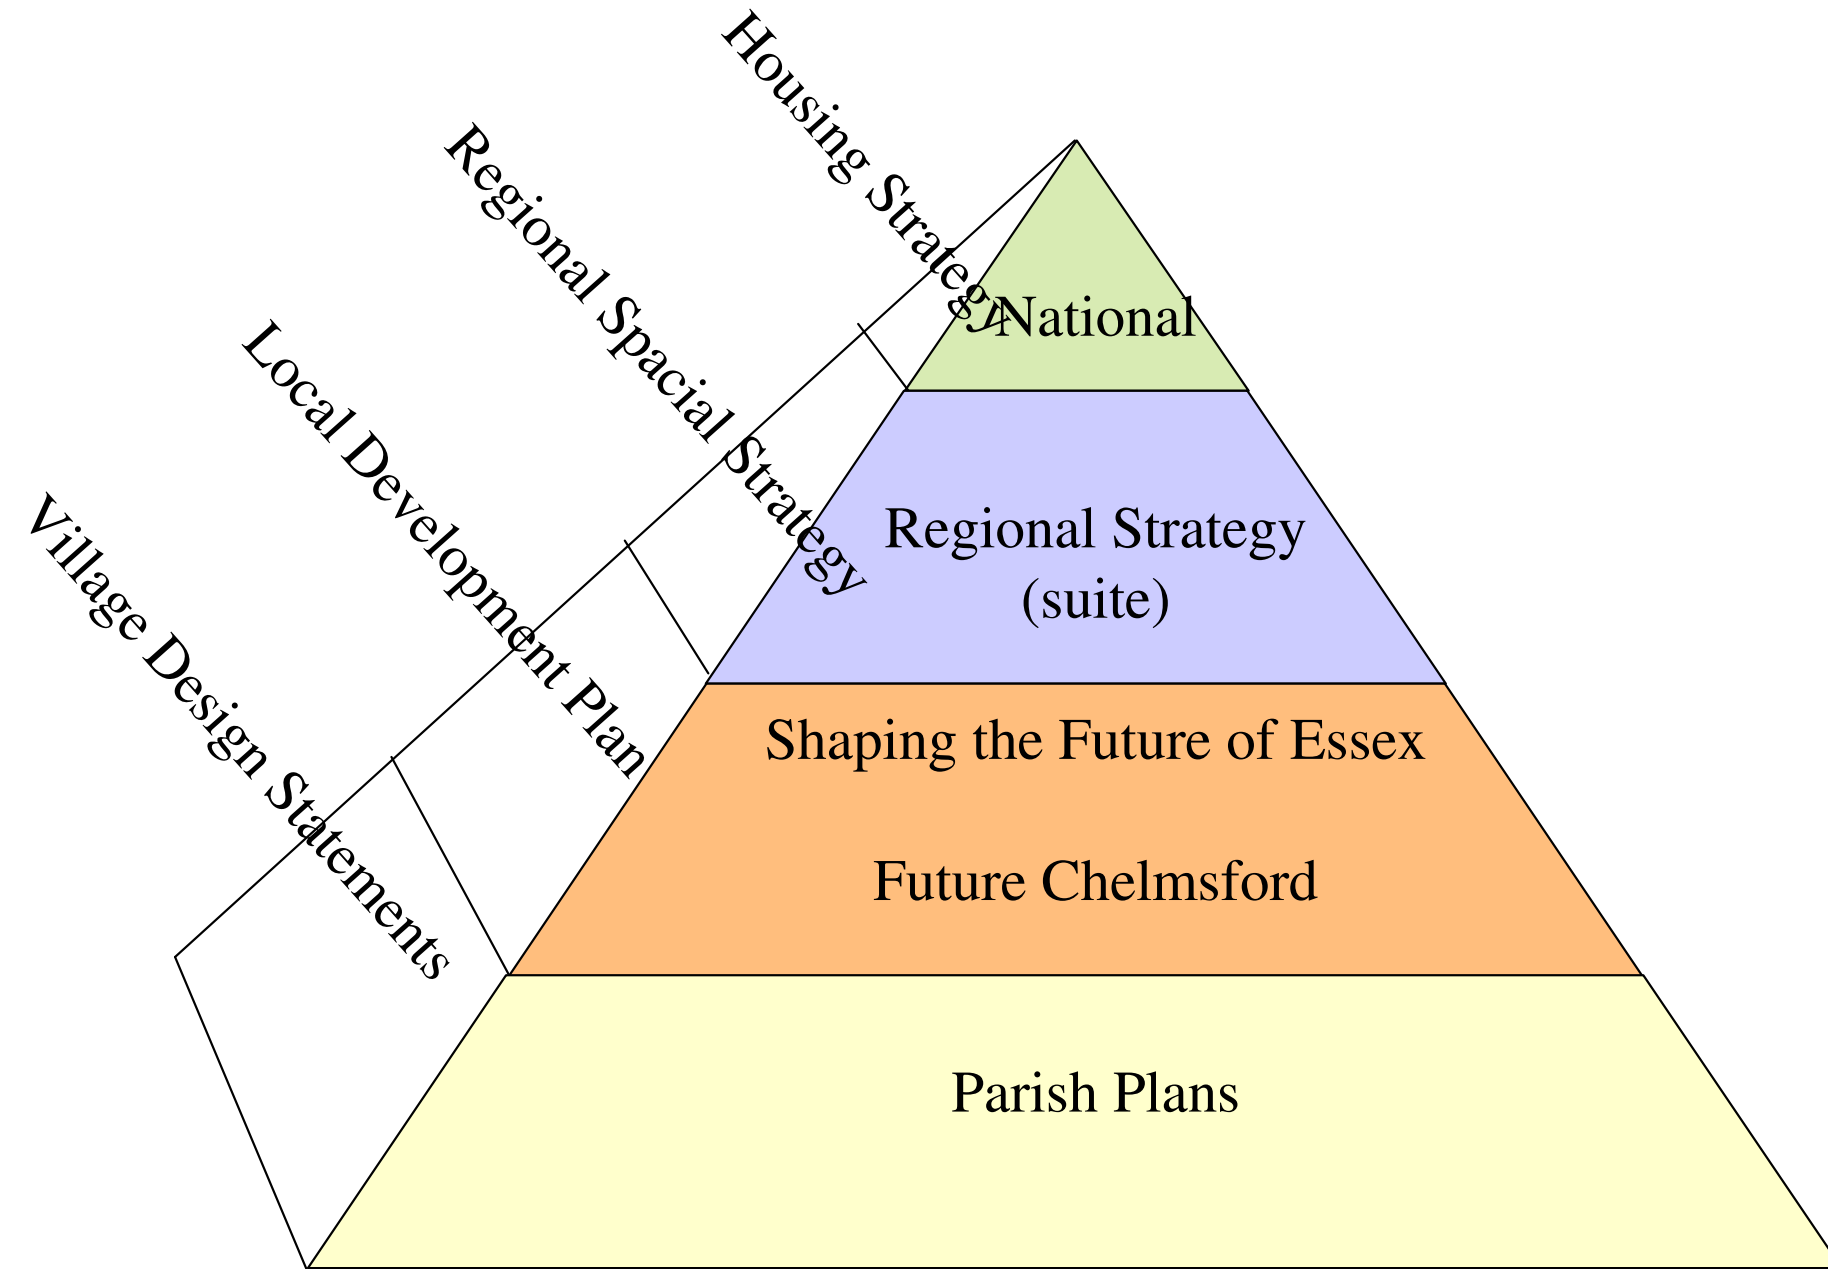 Housing Strategy
National
Regional Spacial Strategy
Regional Strategy
(suite)
Local Development Plan
Shaping the Future of Essex
Future Chelmsford
Village Design Statements
Parish Plans